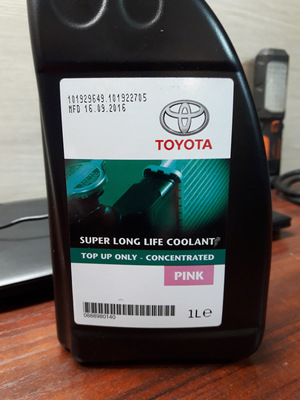 101929649.101922705
MFD 16.09.2016
TOYOTA
SUPER LONG LIFE COOLANT
TOP UP ONLY - CONCENTRATED
PINK
0888980140
1L℮